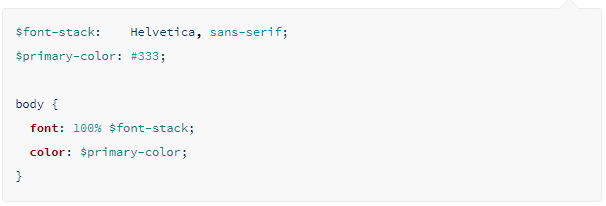 $font-stack:    Helvetica, sans-serif;
$primary-color: #333;

body {
  font: 100% $font-stack;
  color: $primary-color;
}